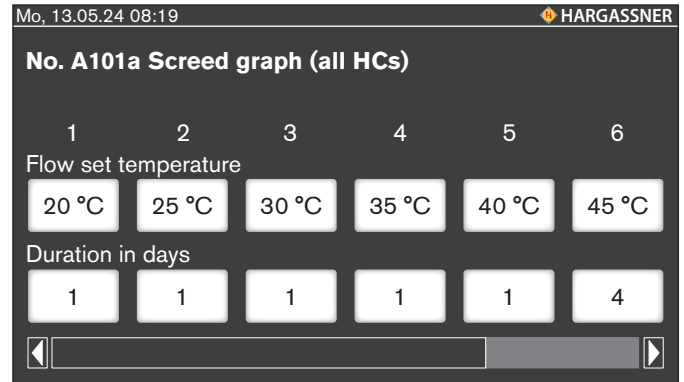 Mo, 13.05.24 08:19 HARGASSNER
No. A101a Screed graph (all HCs)
1 2 3 4 5 6
Flow set temperature
20 °C 25 °C 30 °C 35 °C 40 °C 45 °C
Duration in days
1 1 1 1 1 4